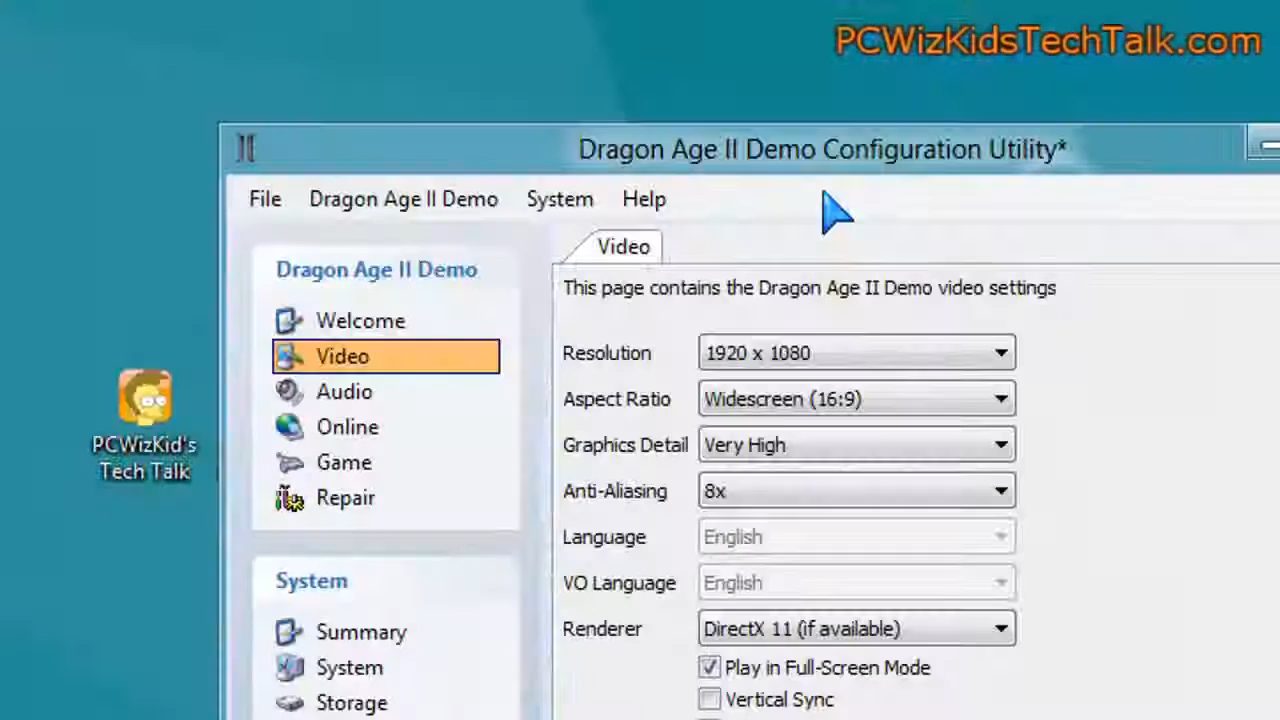 PCWizKidsTechTalk.com
Dragon Age II Demo Configuration Utility*
File Dragon Age II Demo System Help
Video
Dragon Age II Demo
This page contains the Dragon Age II Demo video settings
Welcome
Video
Audio
Online
Game
Repair
Resolution 1920 x 1080
Aspect Ratio Widescreen (16:9)
Graphics Detail Very High
Anti-Aliasing 8x
Language English
VO Language English
Renderer DirectX 11 (if available)
Play in Full-Screen Mode
Vertical Sync
PCWizKid's
Tech Talk
System
Summary
System
Storage